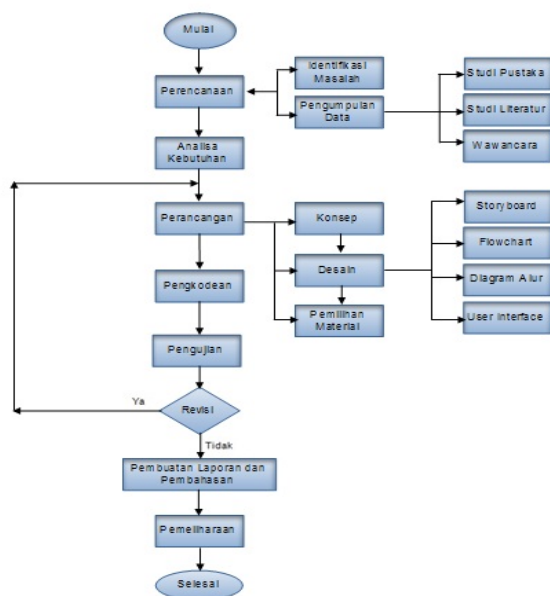 Mulai
Perencanaan
Identifikasi
Masalah
Pengumpulan
Data
Studi Pustaka
Studi Literatur
Wawancara
Analisa
Kebutuhan
Perancangan
Konsep
Desain
Pemilihan
Material
Storyboard
Flowchart
Diagram Alur
User Interface
Pengkodean
Pengujian
Revisi
Ya
Tidak
Pembuatan Laporan dan
Pembahasan
Pemeliharaan
Selesai